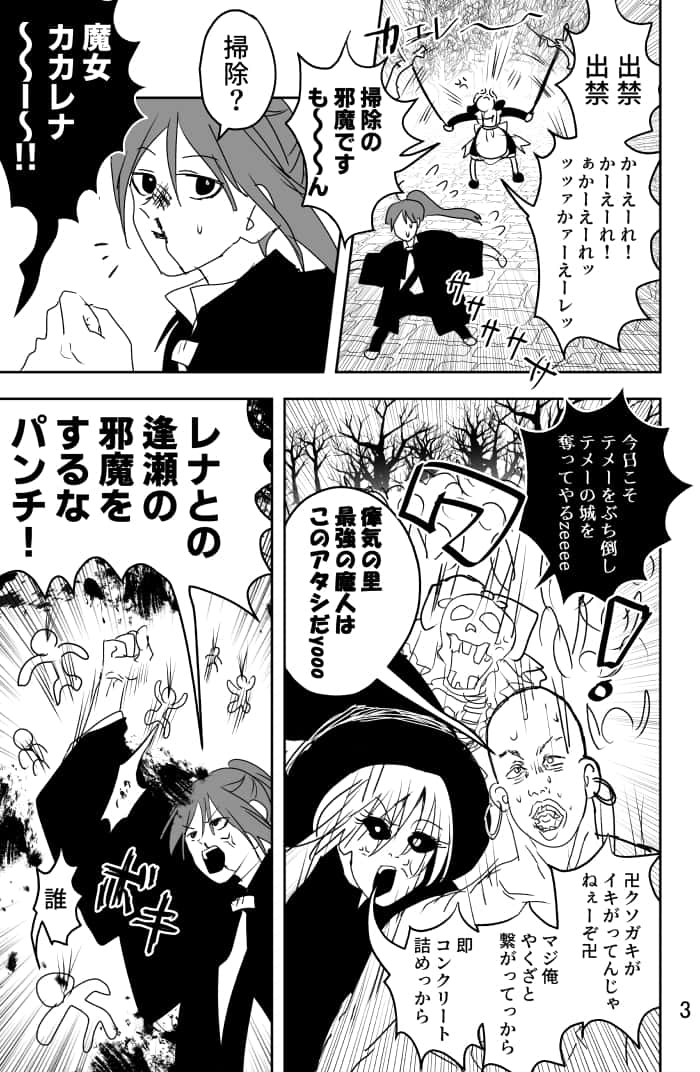 出禁
出禁
かーえーれ!
かーえーれ!
ぁかーえーれッ
ッッァかァーえーレッ
カエレ~~~
ササササササ
掃除の
邪魔です
も~~~ん
掃除?
魔女
カカレナ
~~~ー~!!
今日こそ
テメーをぶち倒し
テメーの城を
奪ってやるzeeee
ワ
!
瘴気の里
最強の魔人は
このアタシだyooo
卍クソガキが
イキがってんじゃ
ねぇーぞ卍
マジ俺
やくざと
繋がってっから
即
コンクリート
詰めっから
レナとの
逢瀬の
邪魔を
するな
パンチ!
ボキ
誰
3